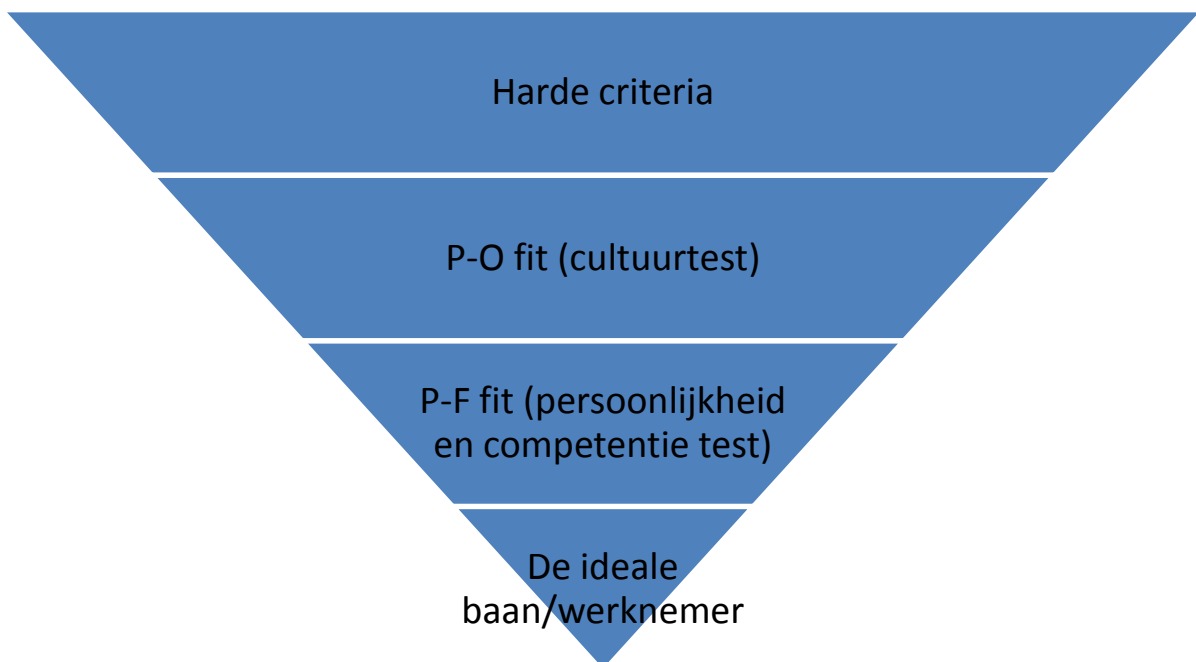 Harde criteria
P-O fit (cultuurtest)
P-F fit (persoonlijkheid
en competentie test)
De ideale
baan/werknemer